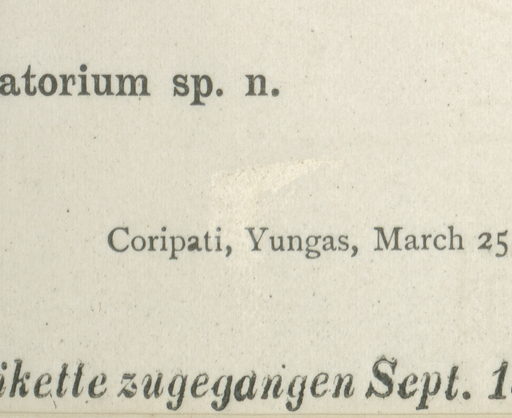 atorium sp. n.
Coripati, Yungas, March 25
ikette zugegangen Sept. 1